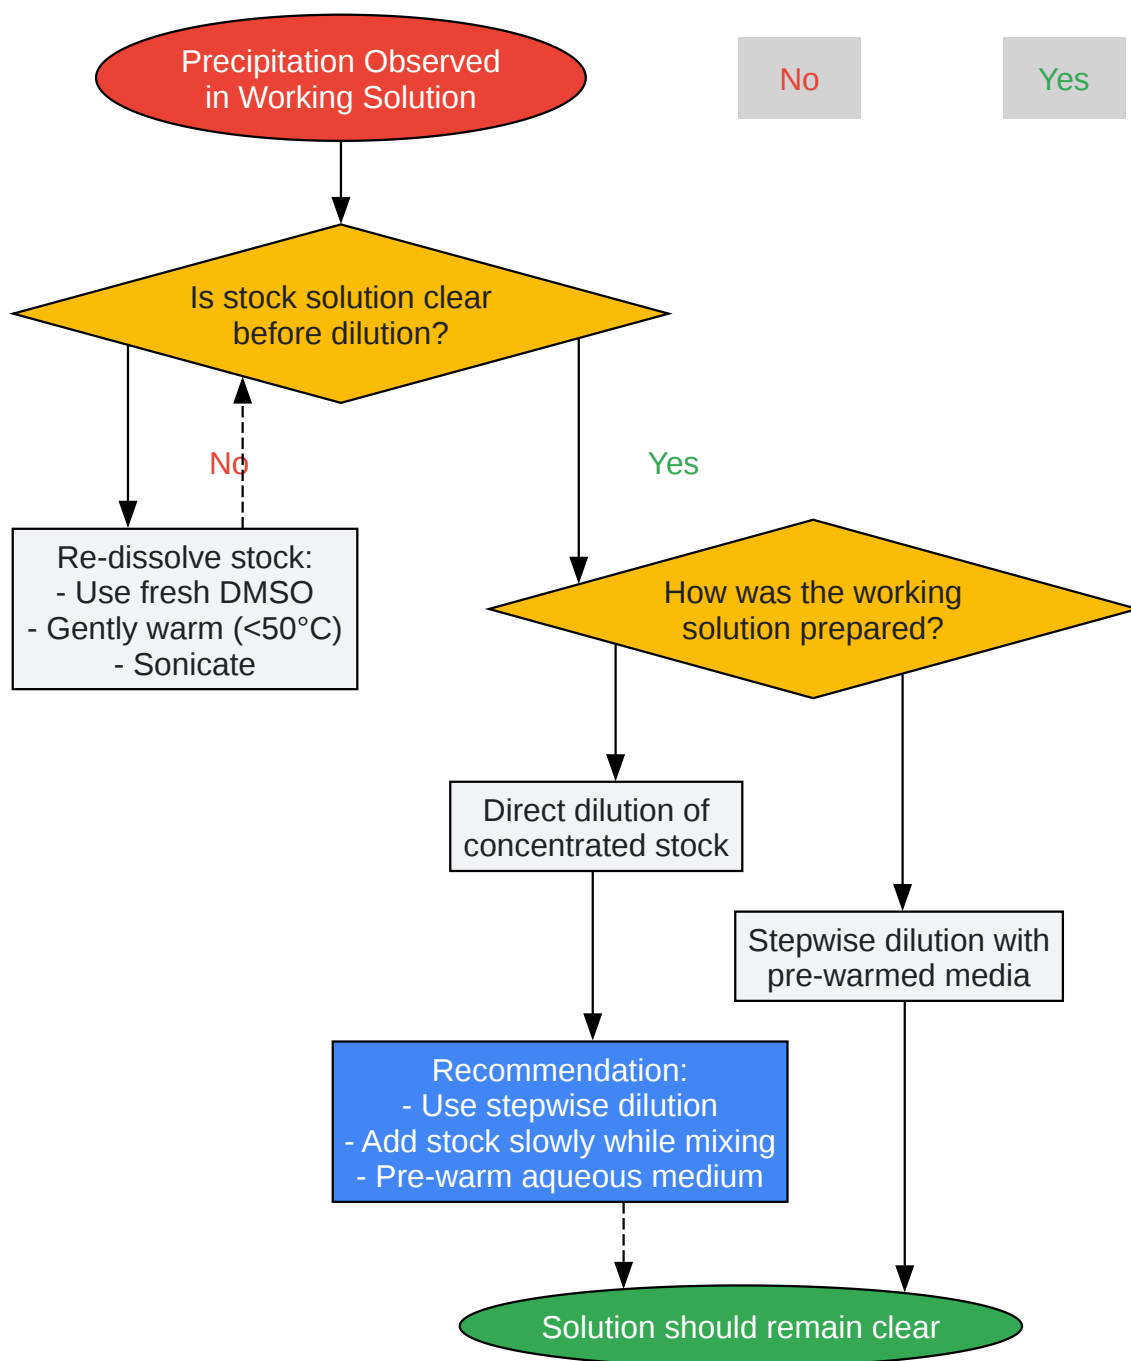 Precipitation Observed
in Working Solution
No
Yes
Is stock solution clear
before dilution?
No
Yes
Re-dissolve stock:
- Use fresh DMSO
- Gently warm (<50°C)
- Sonicate
How was the working
solution prepared?
Direct dilution of
concentrated stock
Stepwise dilution with
pre-warmed media
Recommendation:
- Use stepwise dilution
- Add stock slowly while mixing
- Pre-warm aqueous medium
Solution should remain clear